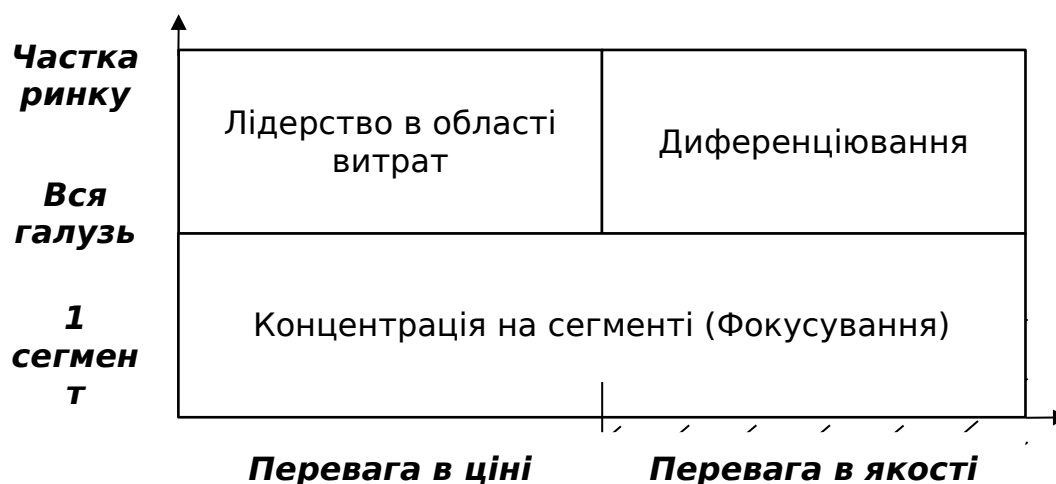 Частка
ринку
Лідерство в області
витрат
Диференціювання
Вся
галузь
1
сегмен
т
Концентрація на сегменті (Фокусування)
Перевага в ціні
Перевага в якості